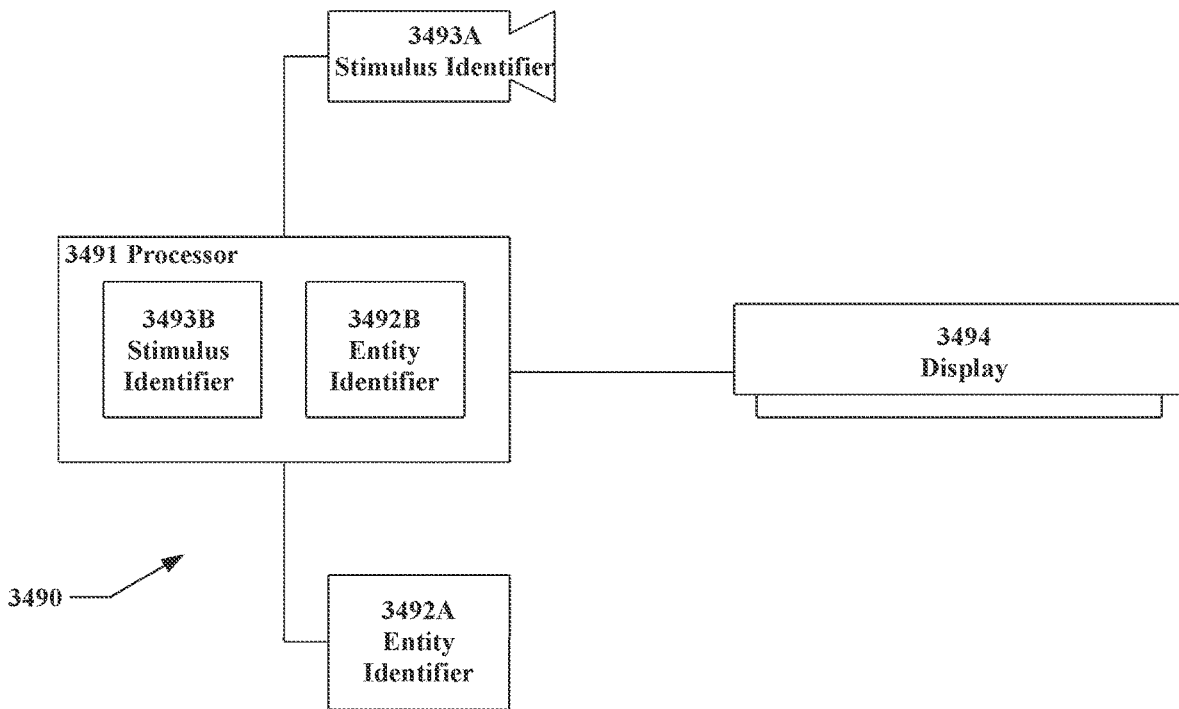 3493A
Stimulus Identifier
3491 Processor
3493B
Stimulus
Identifier
3492B
Entity
Identifier
3494
Display
3490
3492A
Entity
Identifier